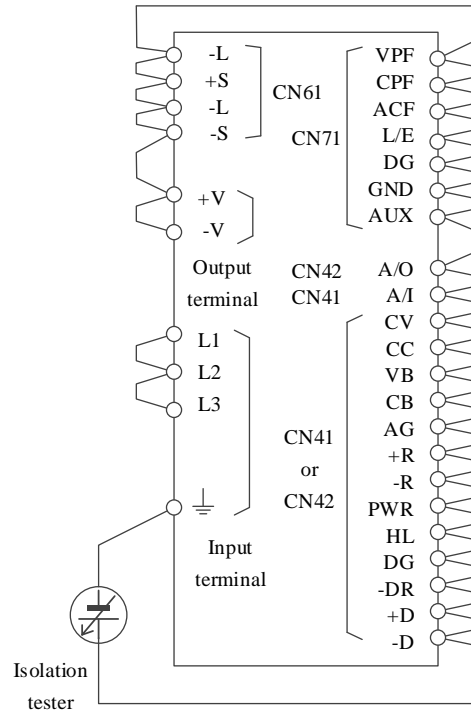 -L
+S
-L
-S
CN61
+V
-V
Output
terminal
L1
L2
L3
Input
terminal
Isolation
tester
CN71
VPF
CPF
ACF
L/E
DG
GND
AUX
CN42 A/O
CN41 A/I
CN41
or
CN42
CV
CC
VB
CB
AG
+R
-R
PWR
HL
DG
-DR
+D
-D